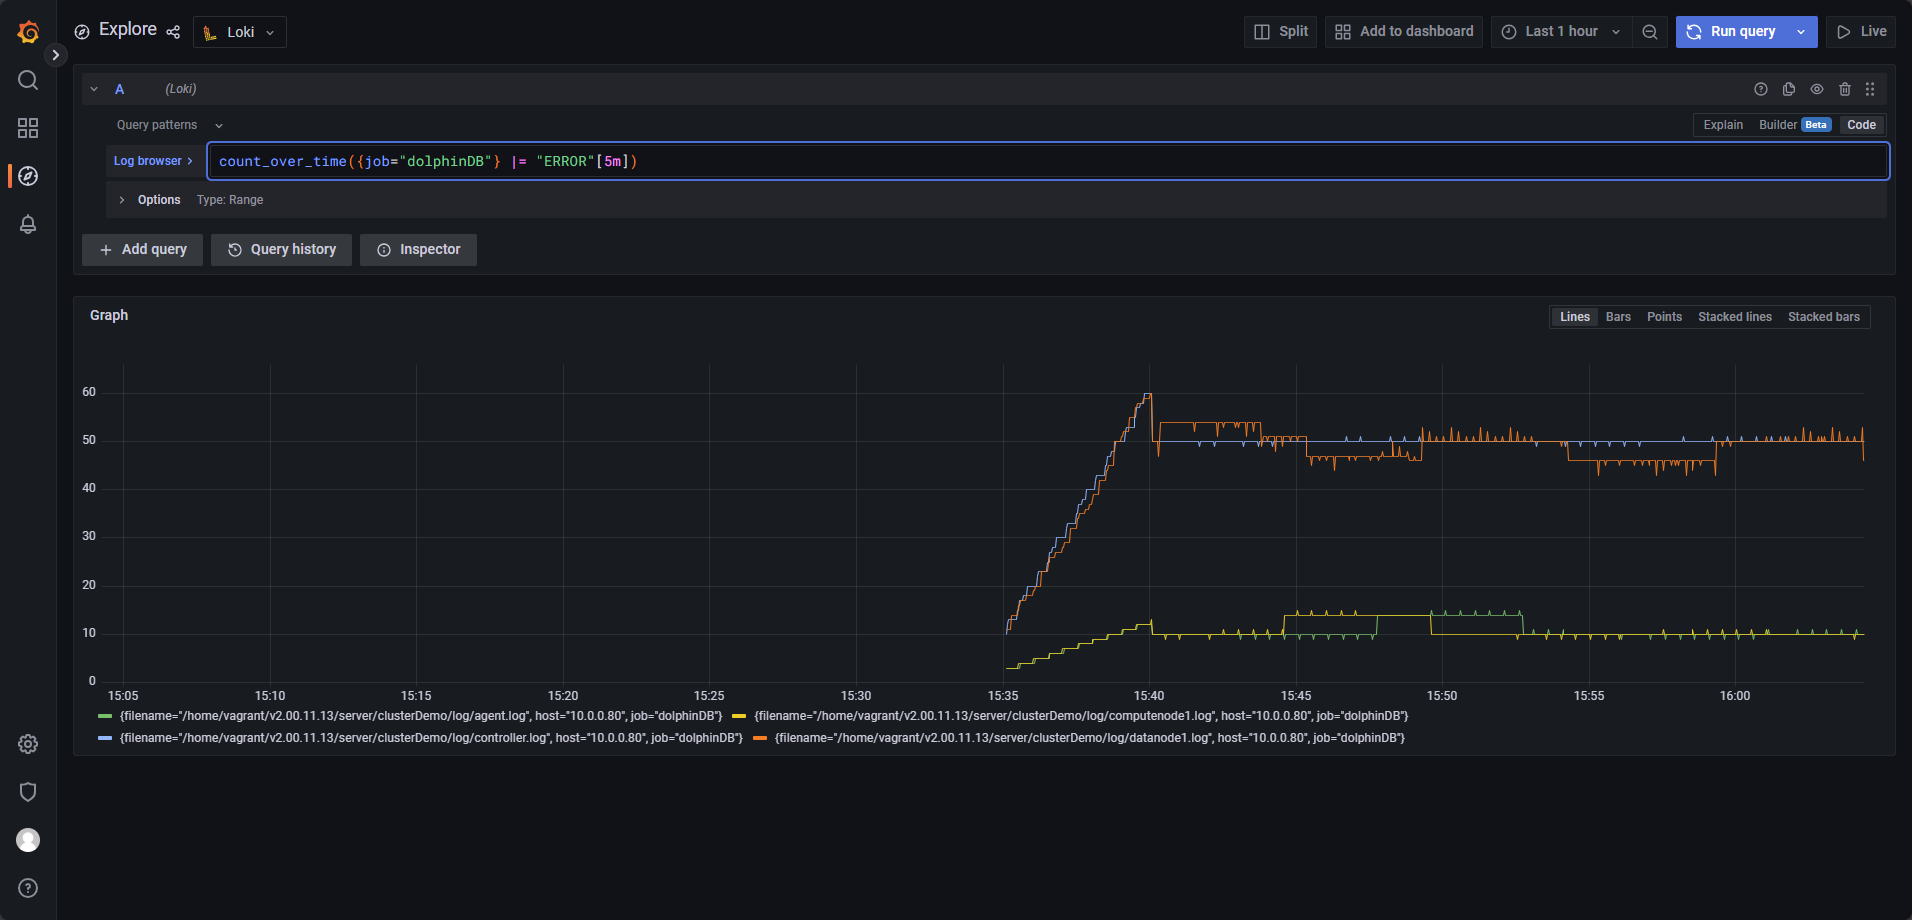 Explore Loki Split Add to dashboard Last 1 hour Run query Live
A (Loki)
Query patterns Explain Builder Beta Code
Log browser > count_over_time({job="dolphinDB"} |= "ERROR"[5m])
> Options Type: Range
+ Add query Query history Inspector
Graph Lines Bars Points Stacked lines Stacked bars
60
50
40
30
20
10
0
15:05 15:10 15:15 15:20 15:25 15:30 15:35 15:40 15:45 15:50 15:55 16:00
{filename="/home/vagrant/v2.00.11.13/server/clusterDemo/log/agent.log", host="10.0.0.80", job="dolphinDB"} {filename="/home/vagrant/v2.00.11.13/server/clusterDemo/log/computenode1.log", host="10.0.0.80", job="dolphinDB"}
{filename="/home/vagrant/v2.00.11.13/server/clusterDemo/log/controller.log", host="10.0.0.80", job="dolphinDB"} {filename="/home/vagrant/v2.00.11.13/server/clusterDemo/log/datanode1.log", host="10.0.0.80", job="dolphinDB"}